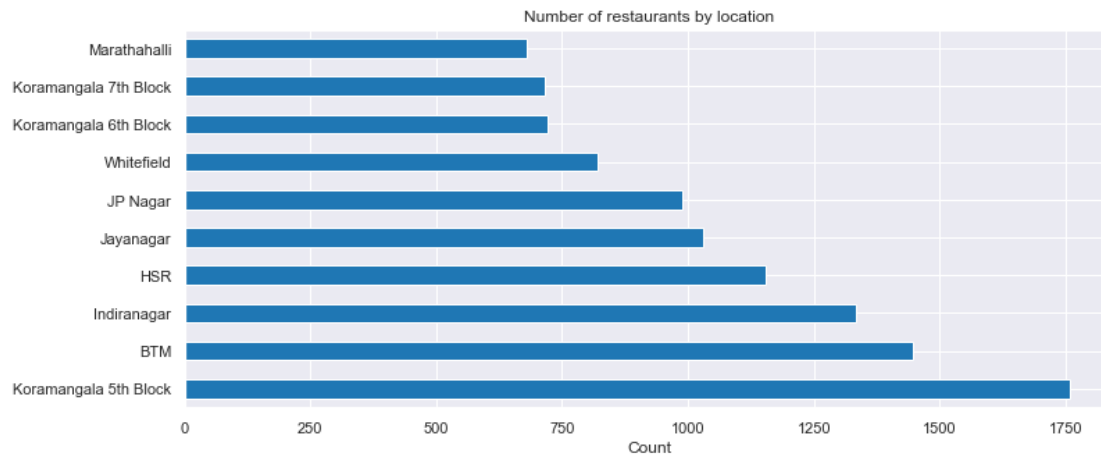 Number of restaurants by location
Marathahalli
Koramangala 7th Block
Koramangala 6th Block
Whitefield
JP Nagar
Jayanagar
HSR
Indiranagar
BTM
Koramangala 5th Block
0 250 500 750 1000 1250 1500 1750
Count